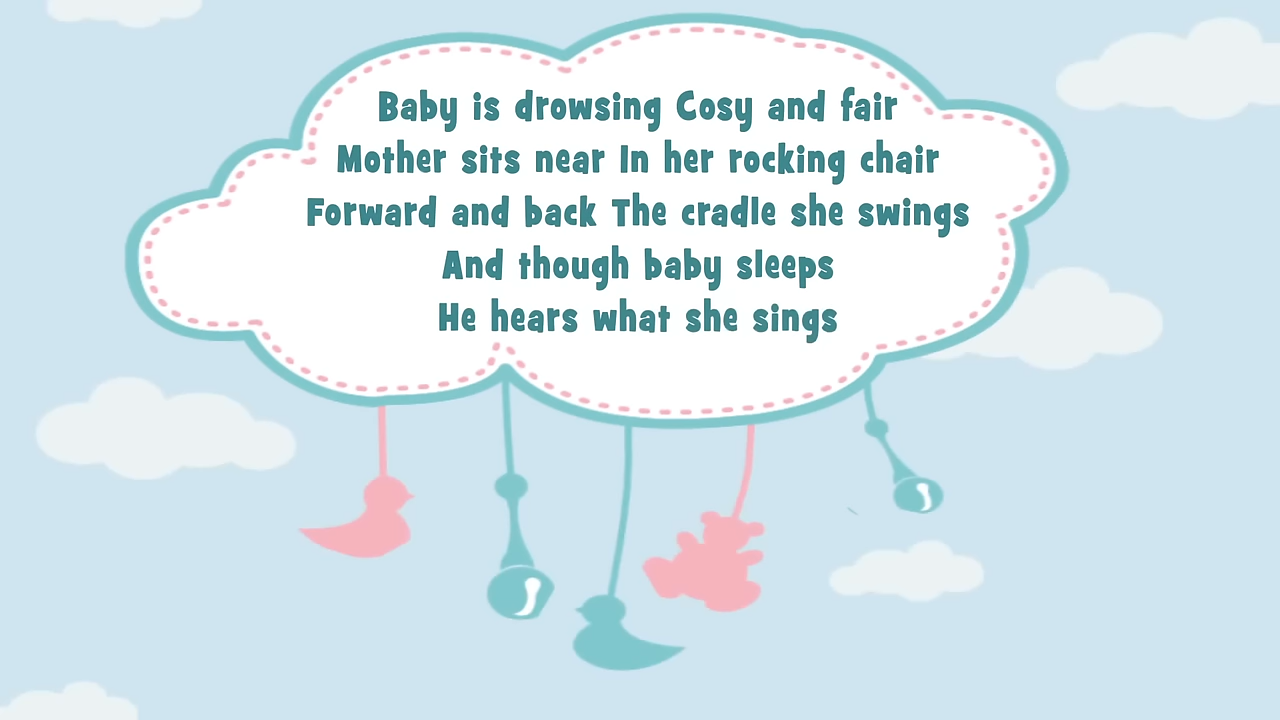 Baby is drowsing Cosy and fair
Mother sits near In her rocking chair
Forward and back The cradle she swings
And though baby sleeps
He hears what she sings